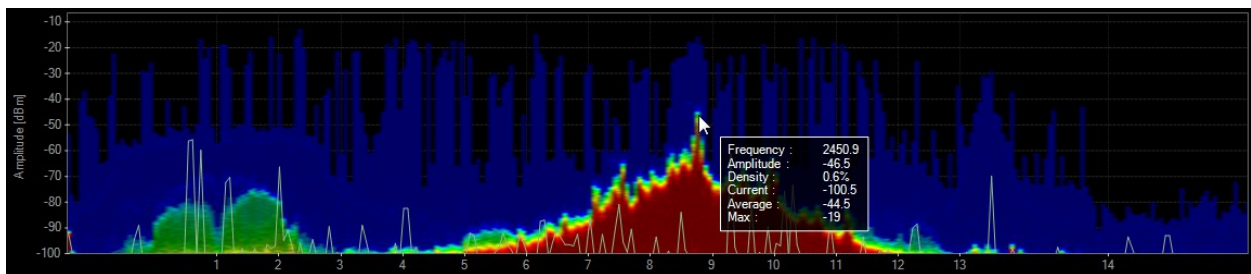 -10
-20
-30
-40
-50
-60
-70
-80
-90
-100
Amplitude [dBm]
Frequency : 2450.9
Amplitude : -46.5
Density : 0.6%
Current : -100.5
Average : -44.5
Max : -19
1 2 3 4 5 6 7 8 9 10 11 12 13 14